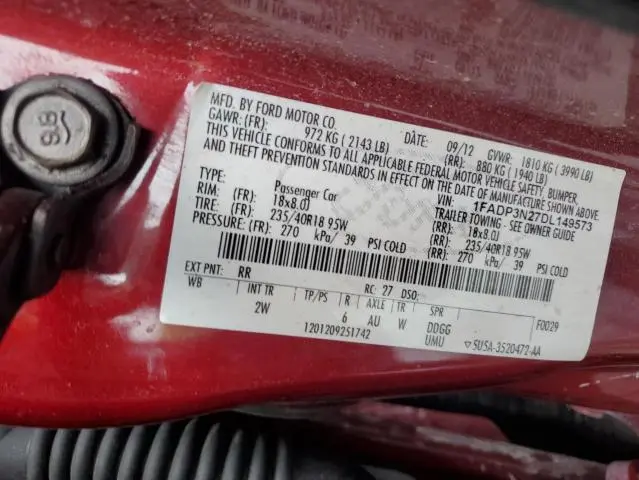 MFD. BY FORD MOTOR CO.
DATE: 09/12 GVWR: 1810 KG ( 3990 LB)
GAWR: (FR): 972 KG ( 2143 LB) (RR): 880 KG ( 1940 LB)
THIS VEHICLE CONFORMS TO ALL APPLICABLE FEDERAL MOTOR VEHICLE SAFETY, BUMPER,
AND THEFT PREVENTION STANDARDS IN EFFECT ON THE DATE OF MANUFACTURE SHOWN ABOVE.
VIN: 1FADP3N27DL149573
TYPE: Passenger Car TRAILER TOWING - SEE OWNER GUIDE
RIM: (FR): 18x8.0J (RR): 18x8.0J
TIRE: (FR): 235/40R18 95W (RR): 235/40R18 95W
PRESSURE: (FR): 270 kPa/ 39 PSI COLD (RR): 270 kPa/ 39 PSI COLD
EXT PNT: RR RC: 27 DSO:
WB INT TR TP/PS R AXLE TR SPR F0029
2W 6 AU W DDGG
1201209251742 UMU ▽ 5U5A-3520472-AA